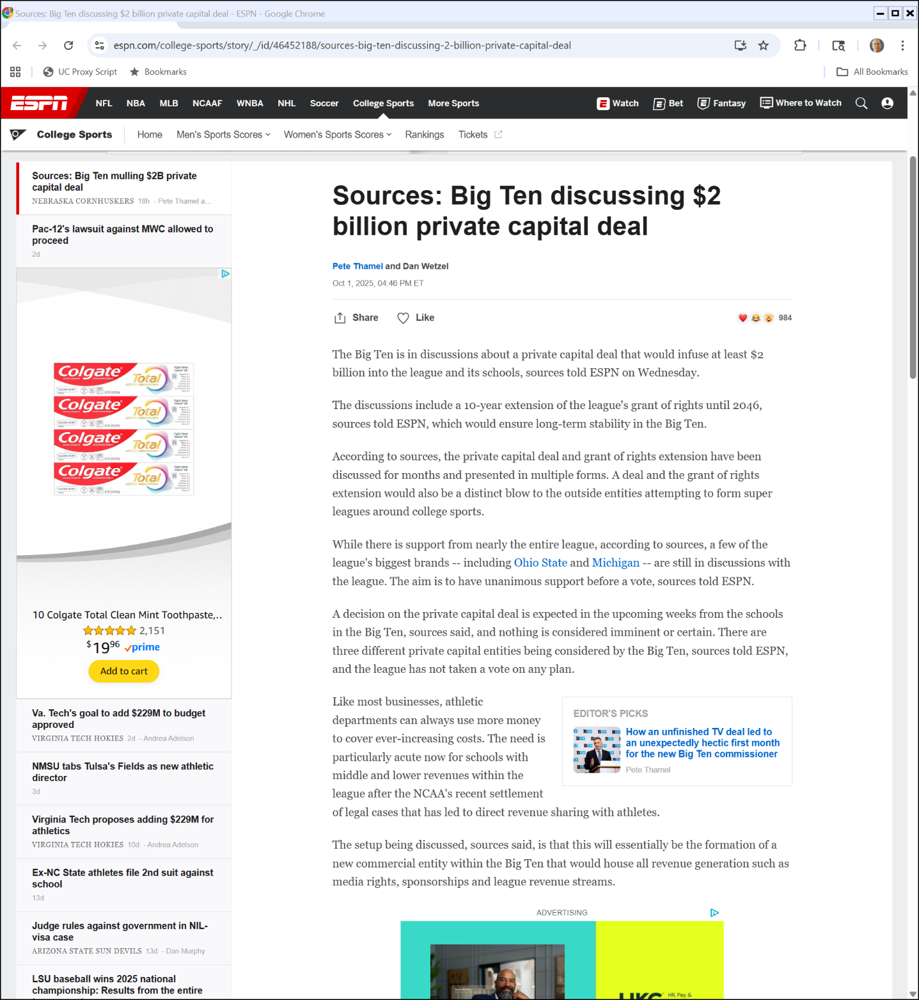 Sources: Big Ten discussing $2 billion private capital deal - ESPN - Google Chrome
espn.com/college-sports/story/_/id/46452188/sources-big-ten-discussing-2-billion-private-capital-deal
UC Proxy Script
Bookmarks
All Bookmarks
ESPN
NFL
NBA
MLB
NCAAF
WNBA
NHL
Soccer
College Sports
More Sports
Watch
Bet
Fantasy
Where to Watch
College Sports
Home
Men's Sports Scores
Women's Sports Scores
Rankings
Tickets
Sources: Big Ten mulling $2B private
capital deal
NEBRASKA CORNHUSKERS 18h - Pete Thamel a...
Pac-12's lawsuit against MWC allowed to
proceed
2d
Colgate
Total
Colgate
Total
Colgate
Total
Colgate
Total
10 Colgate Total Clean Mint Toothpaste,..
2,151
$19 96 prime
Add to cart
Va. Tech's goal to add $229M to budget
approved
VIRGINIA TECH HOKIES 2d - Andrea Adelson
NMSU tabs Tulsa's Fields as new athletic
director
3d
Virginia Tech proposes adding $229M for
athletics
VIRGINIA TECH HOKIES 10d - Andrea Adelson
Ex-NC State athletes file 2nd suit against
school
13d
Judge rules against government in NIL-
visa case
ARIZONA STATE SUN DEVILS 13d - Dan Murphy
LSU baseball wins 2025 national
championship: Results from the entire
Sources: Big Ten discussing $2
billion private capital deal
Pete Thamel and Dan Wetzel
Oct 1, 2025, 04:46 PM ET
Share
Like
984
The Big Ten is in discussions about a private capital deal that would infuse at least $2
billion into the league and its schools, sources told ESPN on Wednesday.
The discussions include a 10-year extension of the league's grant of rights until 2046,
sources told ESPN, which would ensure long-term stability in the Big Ten.
According to sources, the private capital deal and grant of rights extension have been
discussed for months and presented in multiple forms. A deal and the grant of rights
extension would also be a distinct blow to the outside entities attempting to form super
leagues around college sports.
While there is support from nearly the entire league, according to sources, a few of the
league's biggest brands -- including Ohio State and Michigan -- are still in discussions with
the league. The aim is to have unanimous support before a vote, sources told ESPN.
A decision on the private capital deal is expected in the upcoming weeks from the schools
in the Big Ten, sources said, and nothing is considered imminent or certain. There are
three different private capital entities being considered by the Big Ten, sources told ESPN,
and the league has not taken a vote on any plan.
Like most businesses, athletic
departments can always use more money
to cover ever-increasing costs. The need is
particularly acute now for schools with
middle and lower revenues within the
league after the NCAA's recent settlement
of legal cases that has led to direct revenue sharing with athletes.
EDITOR'S PICKS
How an unfinished TV deal led to
an unexpectedly hectic first month
for the new Big Ten commissioner
Pete Thamel
The setup being discussed, sources said, is that this will essentially be the formation of a
new commercial entity within the Big Ten that would house all revenue generation such as
media rights, sponsorships and league revenue streams.
ADVERTISING
HR, Pay, &